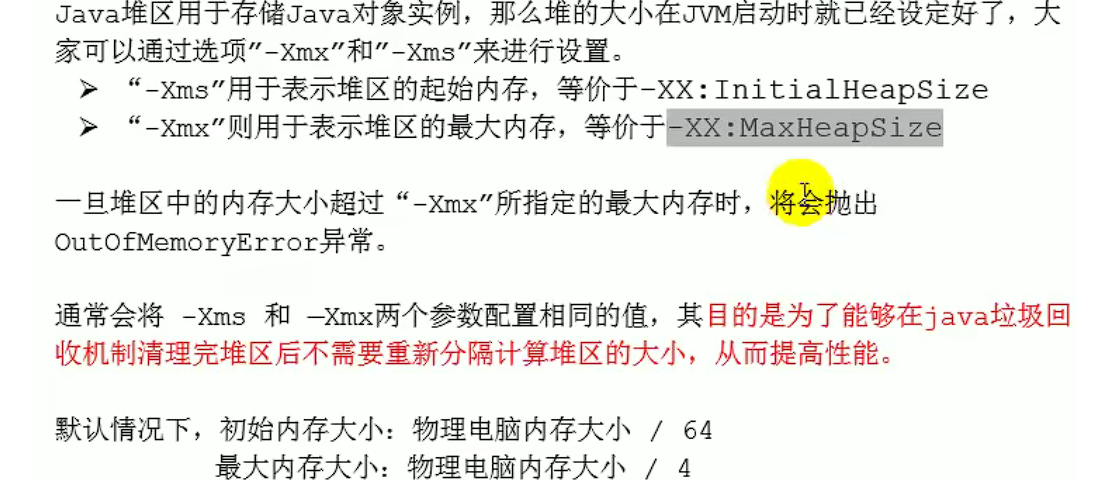 Java堆区用于存储Java对象实例，那么堆的大小在JVM启动时就已经设定好了，大
家可以通过选项"-Xmx"和"-Xms"来进行设置。
➢ “-Xms”用于表示堆区的起始内存，等价于-XX:InitialHeapSize
➢ “-Xmx”则用于表示堆区的最大内存，等价于-XX:MaxHeapSize
一旦堆区中的内存大小超过“-Xmx”所指定的最大内存时，将会抛出
OutOfMemoryError异常。
通常会将 -Xms 和 –Xmx两个参数配置相同的值，其目的是为了能够在java垃圾回
收机制清理完堆区后不需要重新分隔计算堆区的大小，从而提高性能。
默认情况下，初始内存大小：物理电脑内存大小 / 64
最大内存大小：物理电脑内存大小 / 4